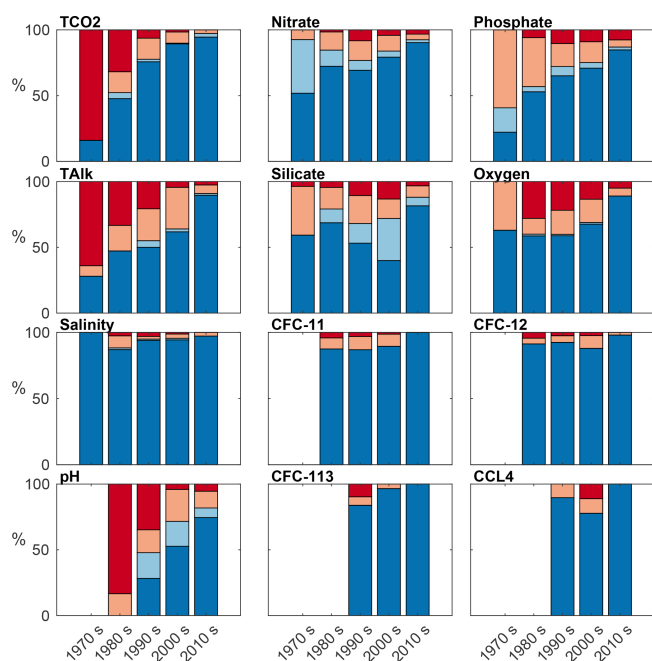 TCO2
Nitrate
Phosphate
100
50
0
%
TAlk
Silicate
Oxygen
100
50
0
%
Salinity
CFC-11
CFC-12
100
50
0
%
pH
CFC-113
CCL4
100
50
0
%
1970 s
1980 s
1990 s
2000 s
2010 s
1970 s
1980 s
1990 s
2000 s
2010 s
1970 s
1980 s
1990 s
2000 s
2010 s